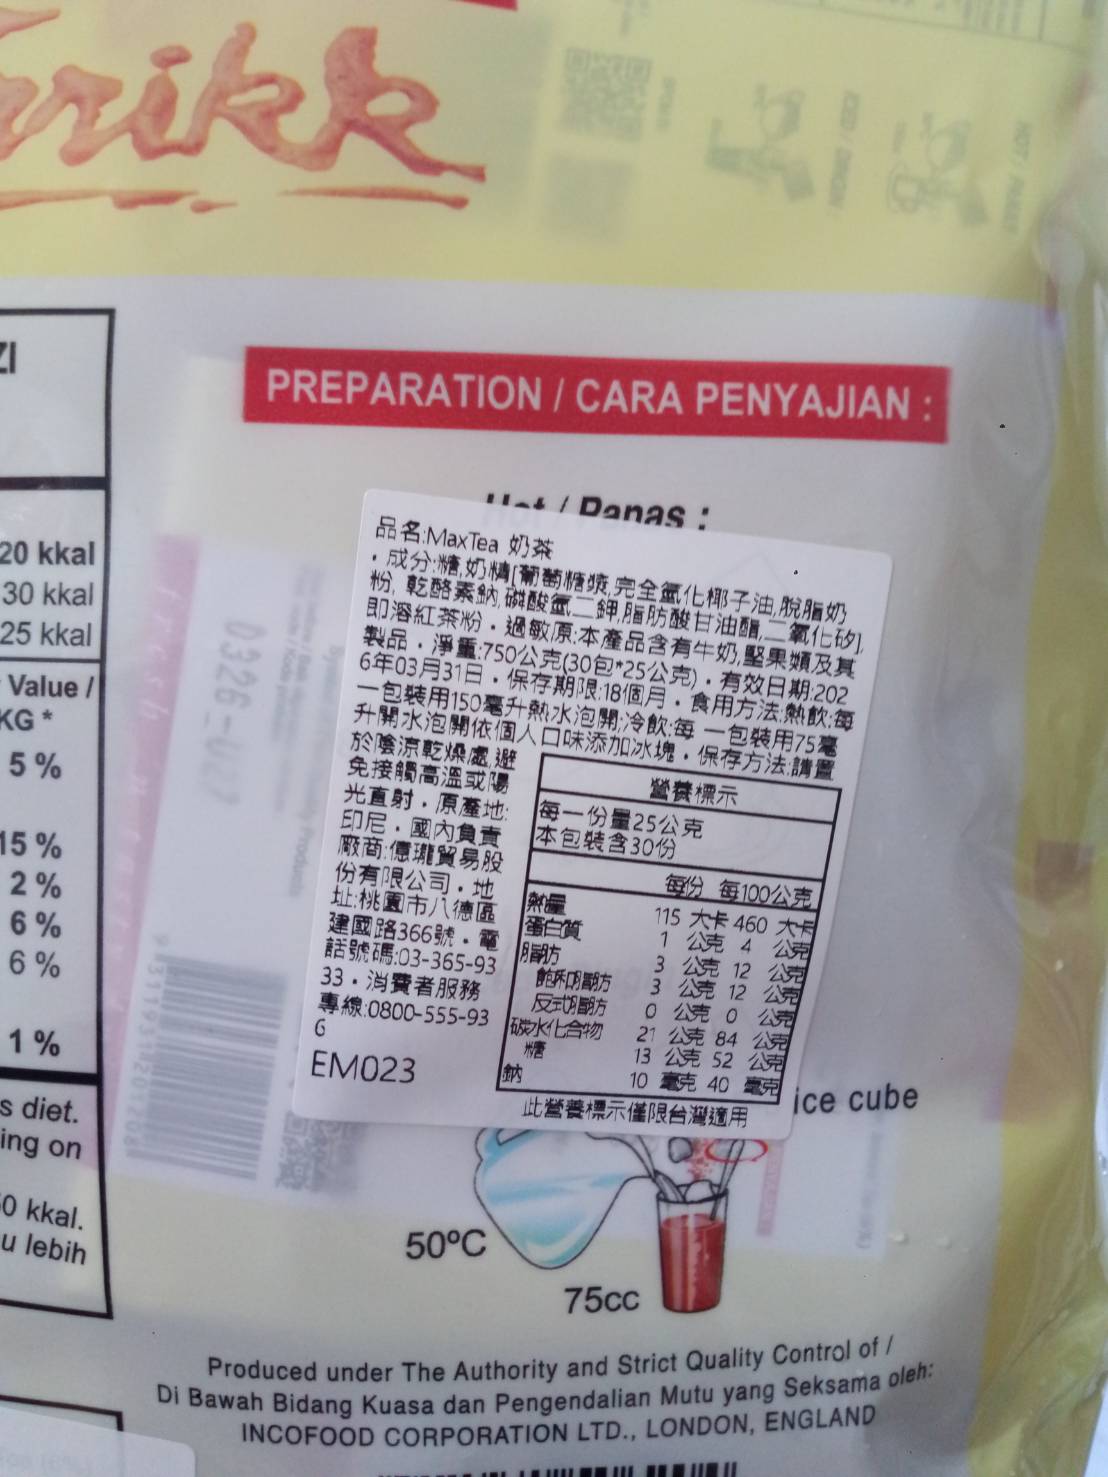 rikk
ZI
PREPARATION / CARA PENYAJIAN :
Hot / Panas :
20 kkal
30 kkal
25 kkal
Value /
KG *
5 %
15 %
2 %
6 %
6 %
1 %
s diet.
ing on
0 kkal.
u lebih
品名:MaxTea 奶茶
・成分:糖,奶精[葡萄糖漿,完全氫化椰子油,脫脂奶
粉, 乾酪素鈉,磷酸氫二鉀,脂肪酸甘油酯,二氧化矽],
即溶紅茶粉・過敏原:本產品含有牛奶,堅果類及其
製品・淨重:750公克(30包*25公克)・有效日期:202
6年03月31日・保存期限:18個月・食用方法:熱飲:每
一包裝用150毫升熱水泡開;冷飲:每 一包裝用75毫
升開水泡開依個人口味添加冰塊・保存方法:請置
於陰涼乾燥處,避
免接觸高溫或陽
光直射・原產地:
印尼・國內負責
廠商:億瓏貿易股
份有限公司・地
址:桃園市八德區
建國路366號・電
話號碼:03-365-93
33・消費者服務
專線:0800-555-93
6
EM023
營養標示
每一份量25公克
本包裝含30份
每份 每100公克
熱量 115 大卡 460 大卡
蛋白質 1 公克 4 公克
脂肪 3 公克 12 公克
飽和脂肪 3 公克 12 公克
反式脂肪 0 公克 0 公克
碳水化合物 21 公克 84 公克
糖 13 公克 52 公克
鈉 10 毫克 40 毫克
此營養標示僅限台灣適用
ice cube
50ºC
75cc
Produced under The Authority and Strict Quality Control of /
Di Bawah Bidang Kuasa dan Pengendalian Mutu yang Seksama oleh:
INCOFOOD CORPORATION LTD., LONDON, ENGLAND